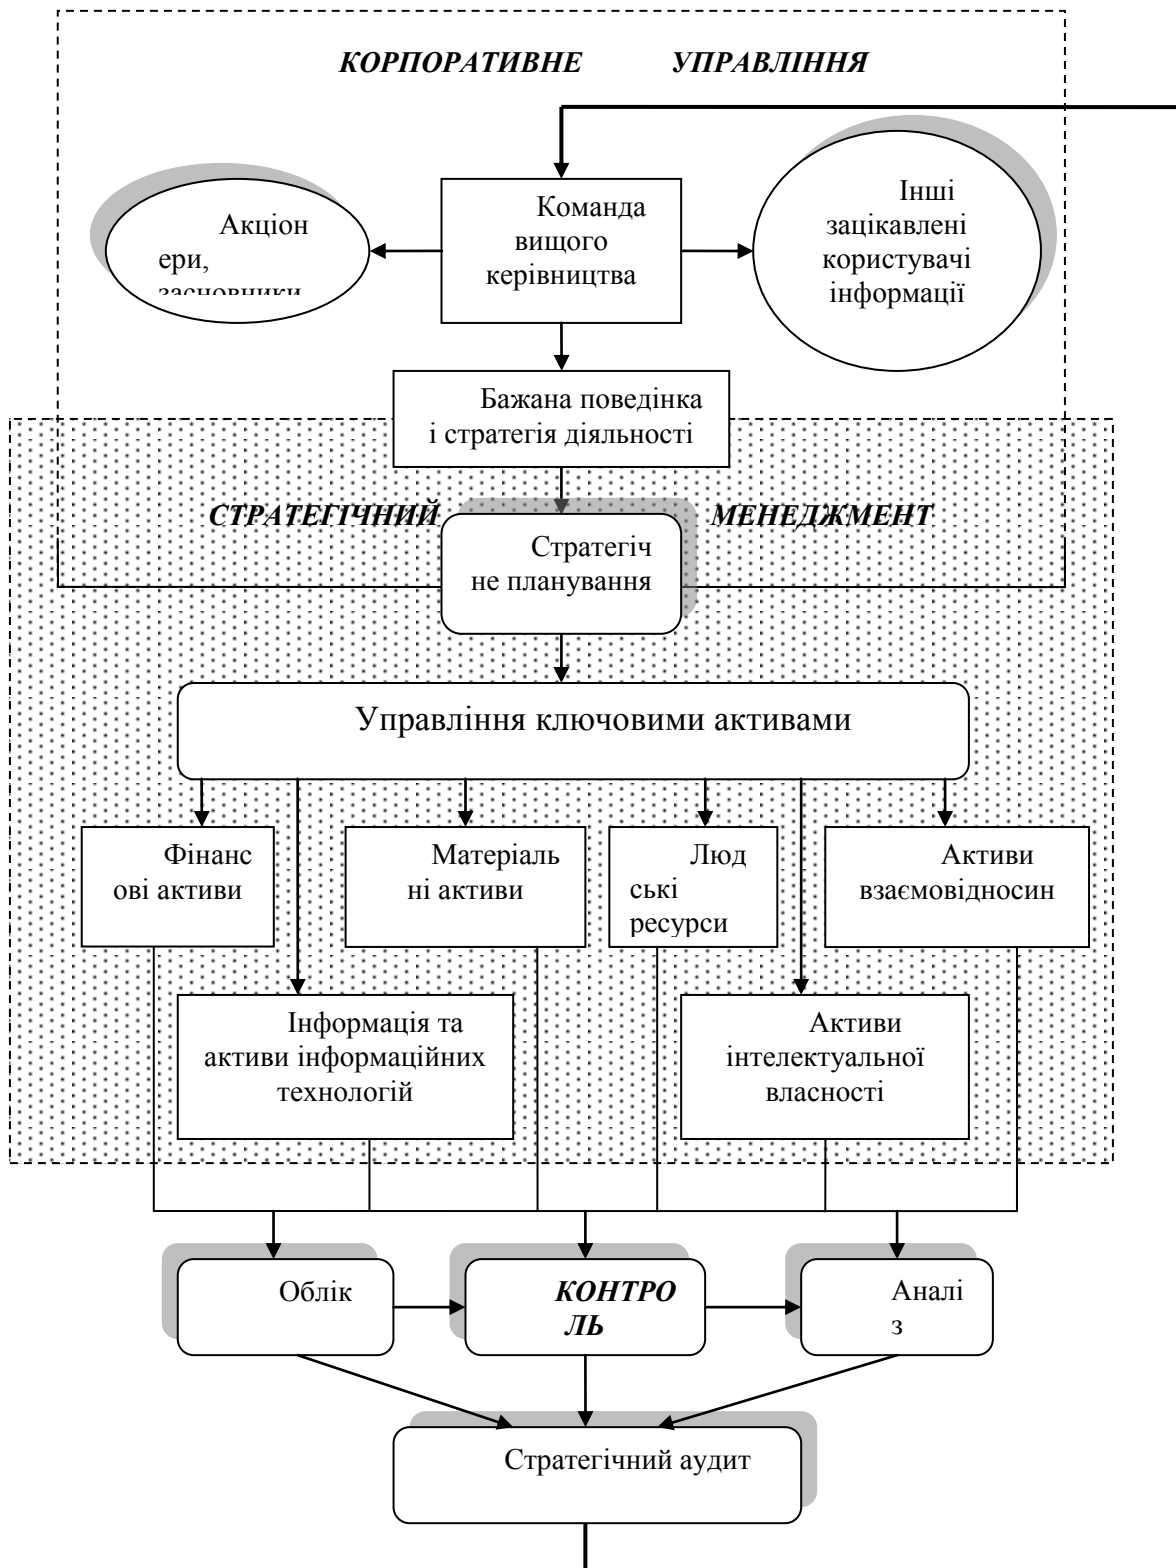 КОРПОРАТИВНЕ УПРАВЛІННЯ
Акціон
ери,
засновники
Команда
вищого
керівництва
Інші
зацікавлені
користувачі
інформації
Бажана поведінка
і стратегія діяльності
СТРАТЕГІЧНИЙ МЕНЕДЖМЕНТ
Стратегіч
не планування
Управління ключовими активами
Фінанс
ові активи
Матеріаль
ні активи
Люд
ські
ресурси
Активи
взаємовідносин
Інформація та
активи інформаційних
технологій
Активи
інтелектуальної
власності
Облік
КОНТРО
ЛЬ
Аналі
з
Стратегічний аудит